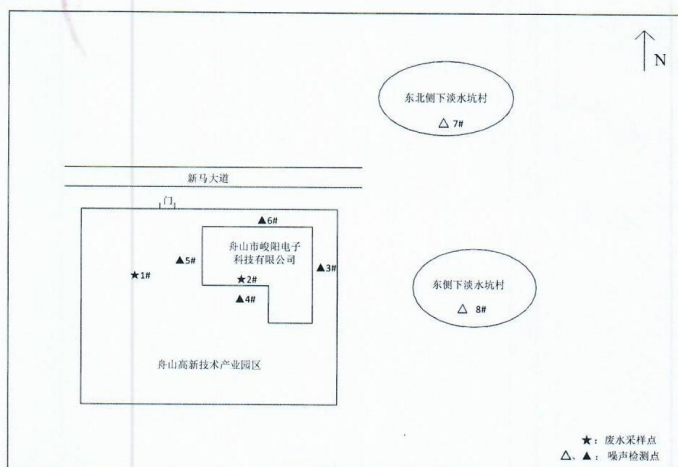 N
东北侧下淡水坑村
△ 7#
新马大道
门
▲6#
舟山市峻阳电子
科技有限公司
▲5#
▲3#
★1#
★2#
▲4#
东侧下淡水坑村
△ 8#
舟山高新技术产业园区
★：废水采样点
△、▲：噪声检测点